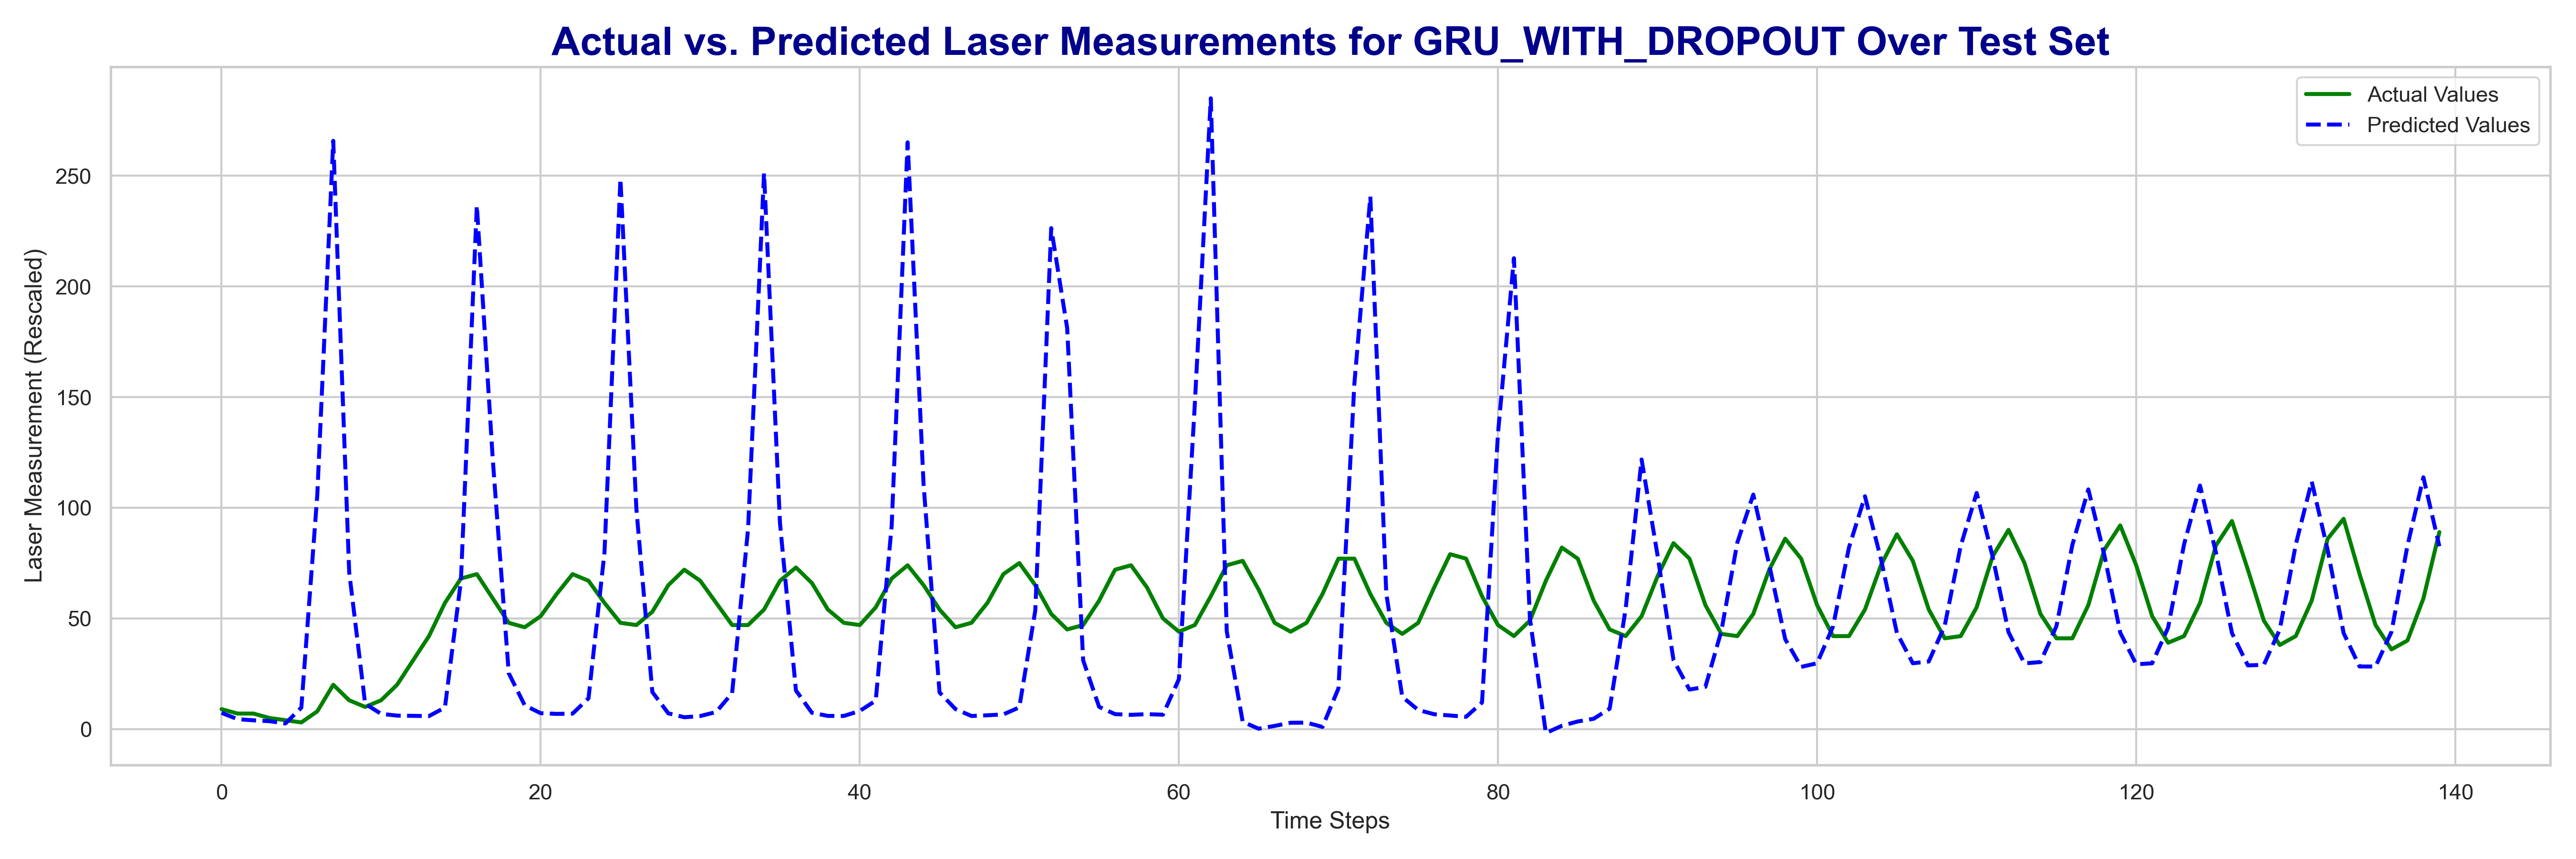 Actual vs. Predicted Laser Measurements for GRU_WITH_DROPOUT Over Test Set
Actual Values
Predicted Values
Laser Measurement (Rescaled)
250
200
150
100
50
0
0 20 40 60 80 100 120 140
Time Steps